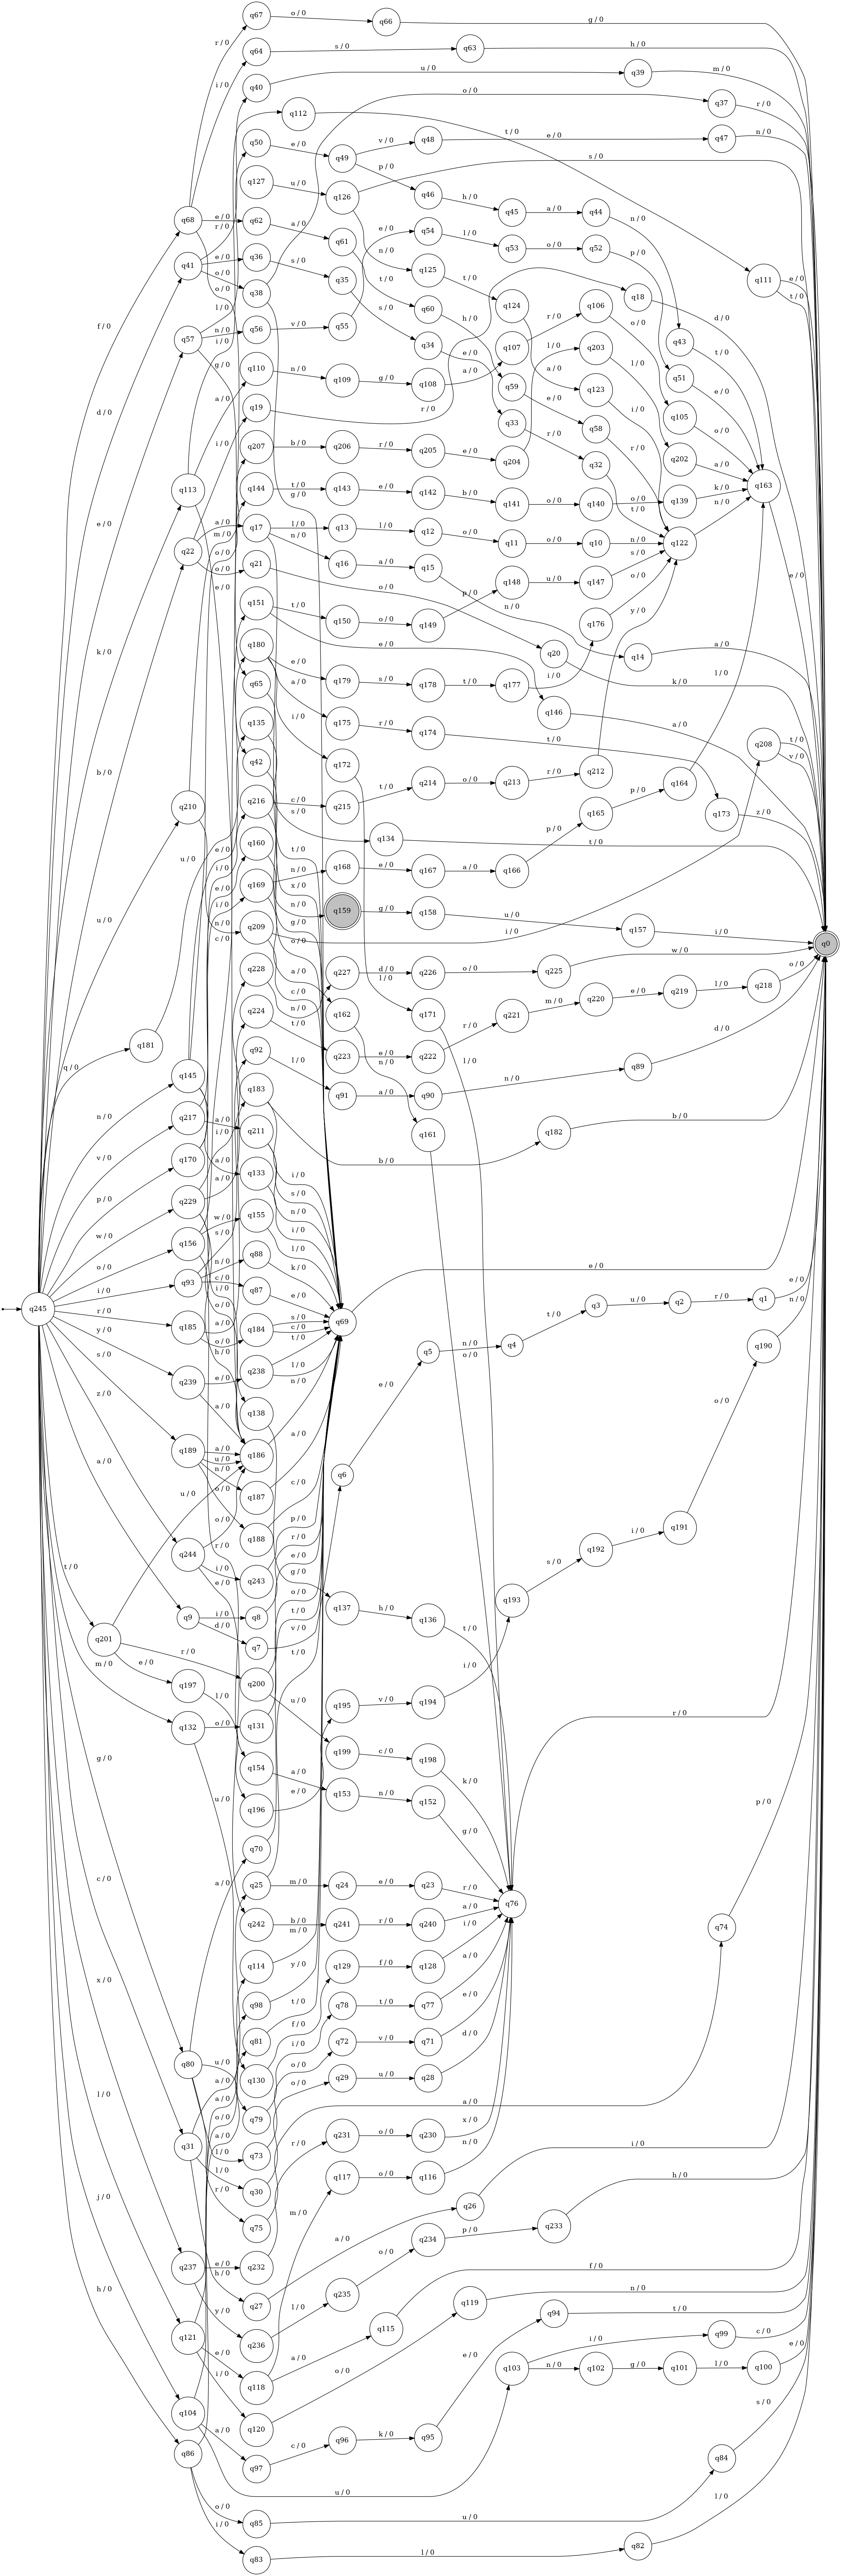 q67
o / 0
q66
g / 0
r / 0
q64
s / 0
q63
h / 0
i / 0
q40
u / 0
q39
m / 0
o / 0
q37
r / 0
q112
t / 0
e / 0
q50
e / 0
q49
v / 0
q48
q47
n / 0
p / 0
s / 0
q127
u / 0
q126
q46
h / 0
q45
a / 0
q44
n / 0
q68
e / 0
r / 0
q62
a / 0
q61
n / 0
e / 0
q54
l / 0
q53
o / 0
q52
p / 0
q41
e / 0
o / 0
q36
s / 0
q35
t / 0
q125
t / 0
q124
q111
e / 0
t / 0
f / 0
d / 0
o / 0
q38
s / 0
q60
h / 0
q18
d / 0
q57
l / 0
n / 0
i / 0
q56
v / 0
q55
q34
e / 0
q107
r / 0
q106
o / 0
q43
t / 0
q51
e / 0
g / 0
q110
n / 0
q109
g / 0
q108
a / 0
q59
e / 0
l / 0
a / 0
q203
l / 0
q123
i / 0
a / 0
q19
r / 0
q33
r / 0
q58
r / 0
q105
o / 0
i / 0
q207
b / 0
q206
r / 0
q205
e / 0
q204
q32
t / 0
q202
a / 0
q113
q144
t / 0
g / 0
q143
e / 0
q142
b / 0
q141
o / 0
q140
o / 0
q139
k / 0
q163
n / 0
e / 0
k / 0
q22
a / 0
m / 0
o / 0
o / 0
q17
l / 0
n / 0
q13
l / 0
q12
o / 0
q11
o / 0
q10
n / 0
s / 0
q122
q21
q16
a / 0
q15
p / 0
q148
u / 0
q147
o / 0
e / 0
q151
t / 0
q150
o / 0
q149
n / 0
q176
y / 0
e / 0
q180
e / 0
a / 0
q179
s / 0
q178
t / 0
q177
i / 0
o / 0
q20
k / 0
q14
a / 0
l / 0
b / 0
q65
i / 0
q175
r / 0
q174
t / 0
q146
a / 0
q135
q42
q172
q212
q208
t / 0
v / 0
u / 0
q210
u / 0
e / 0
i / 0
q216
c / 0
s / 0
q215
t / 0
q214
o / 0
q213
r / 0
p / 0
q165
p / 0
q164
q173
z / 0
q160
t / 0
q134
t / 0
e / 0
i / 0
q169
n / 0
x / 0
q168
e / 0
q167
a / 0
q166
n / 0
g / 0
q159
g / 0
q158
u / 0
q157
i / 0
q0
n / 0
c / 0
q209
o / 0
i / 0
q181
q / 0
q228
a / 0
c / 0
n / 0
q227
d / 0
l / 0
q226
o / 0
q225
w / 0
q224
t / 0
q162
q171
r / 0
q221
m / 0
q220
e / 0
q219
l / 0
q218
o / 0
n / 0
q145
q92
l / 0
q223
e / 0
n / 0
q222
l / 0
q89
d / 0
q183
q91
a / 0
q90
n / 0
v / 0
q217
a / 0
i / 0
q211
q161
b / 0
q182
b / 0
p / 0
q170
a / 0
a / 0
q133
i / 0
s / 0
w / 0
q229
n / 0
q155
o / 0
q156
w / 0
s / 0
i / 0
l / 0
q88
k / 0
e / 0
i / 0
q93
n / 0
c / 0
i / 0
q87
e / 0
q245
r / 0
q185
o / 0
a / 0
o / 0
h / 0
q184
s / 0
c / 0
t / 0
q69
q5
n / 0
o / 0
q4
t / 0
q3
u / 0
q2
r / 0
q1
e / 0
n / 0
q190
y / 0
s / 0
q239
e / 0
a / 0
q238
l / 0
n / 0
q138
q189
a / 0
u / 0
n / 0
q186
a / 0
q6
e / 0
o / 0
z / 0
a / 0
u / 0
o / 0
q187
c / 0
q244
o / 0
r / 0
i / 0
e / 0
q188
p / 0
r / 0
q191
i / 0
q192
s / 0
q193
q243
e / 0
g / 0
q137
h / 0
q136
t / 0
t / 0
q201
q9
i / 0
d / 0
q8
q7
o / 0
t / 0
v / 0
t / 0
i / 0
r / 0
e / 0
q197
l / 0
q200
u / 0
q195
v / 0
q194
r / 0
m / 0
q132
o / 0
q131
q199
c / 0
q198
k / 0
g / 0
q154
a / 0
e / 0
q153
n / 0
q152
g / 0
u / 0
q196
a / 0
q70
p / 0
q25
m / 0
q24
e / 0
q23
r / 0
a / 0
q76
c / 0
q242
b / 0
m / 0
q241
r / 0
q240
i / 0
q74
q114
y / 0
q129
f / 0
q128
a / 0
x / 0
q98
t / 0
q78
t / 0
q77
e / 0
q80
u / 0
q81
f / 0
i / 0
q72
v / 0
q71
d / 0
l / 0
a / 0
a / 0
o / 0
a / 0
q130
q79
o / 0
o / 0
q29
u / 0
q28
a / 0
q31
l / 0
l / 0
r / 0
q73
q30
q75
r / 0
q231
o / 0
q230
x / 0
n / 0
i / 0
j / 0
q237
e / 0
h / 0
y / 0
q232
m / 0
q117
o / 0
q116
q26
q233
h / 0
h / 0
q27
a / 0
q234
p / 0
q121
e / 0
i / 0
q236
l / 0
q235
o / 0
f / 0
q118
a / 0
q115
q119
n / 0
q94
t / 0
q99
c / 0
e / 0
q104
a / 0
q120
o / 0
e / 0
q103
i / 0
n / 0
q102
g / 0
q101
l / 0
q100
q86
q97
c / 0
q96
k / 0
q95
u / 0
s / 0
q84
o / 0
i / 0
q85
u / 0
l / 0
q83
l / 0
q82